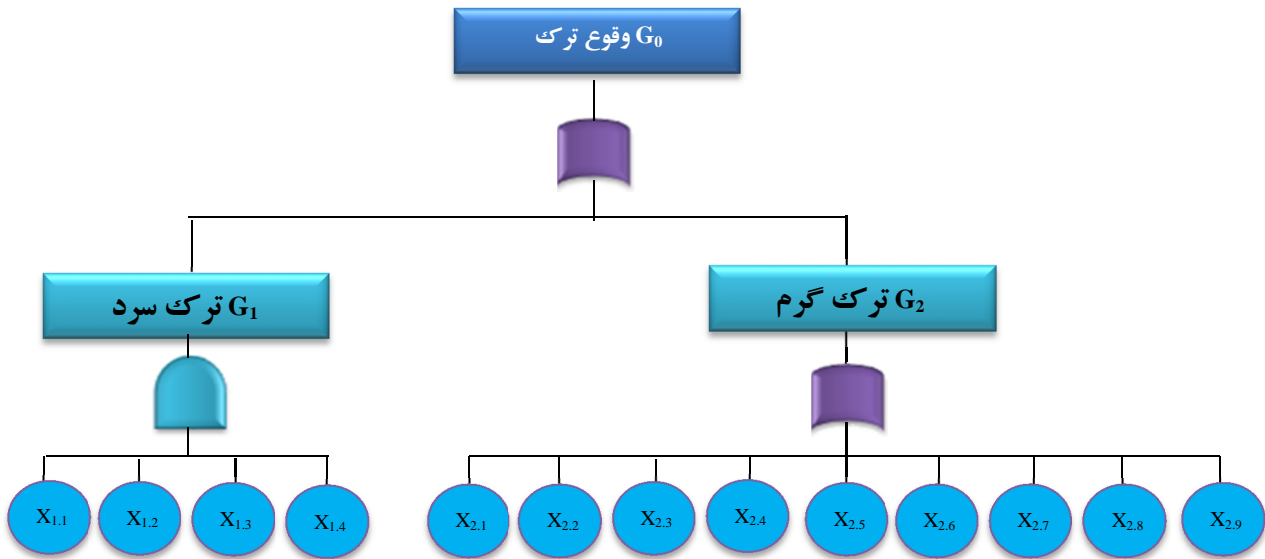 G₀ وقوع ترک
G₁ ترک سرد
G₂ ترک گرم
X₁.₁
X₁.₂
X₁.₃
X₁.₄
X₂.₁
X₂.₂
X₂.₃
X₂.₄
X₂.₅
X₂.₆
X₂.₇
X₂.₈
X₂.₉